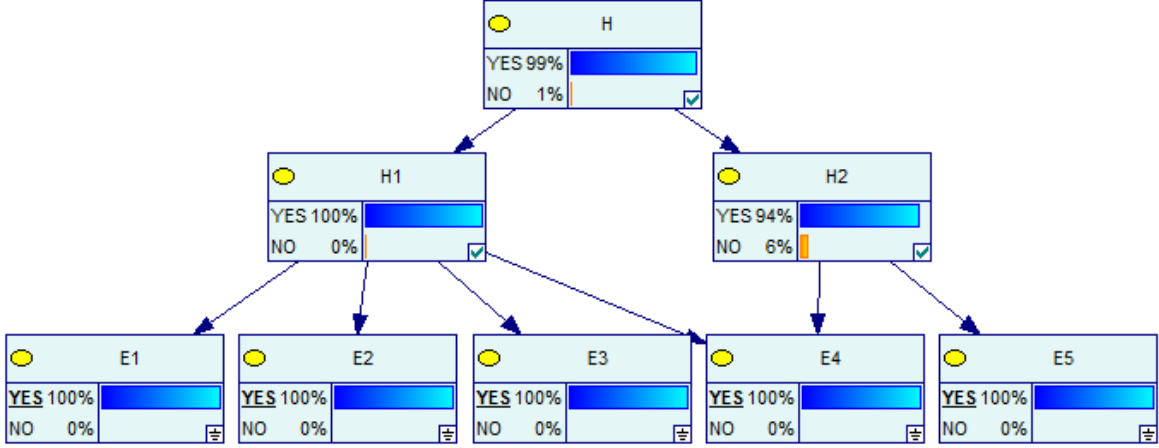 H
YES 99%
NO 1%
H1
YES 100%
NO 0%
H2
YES 94%
NO 6%
E1
YES 100%
NO 0%
E2
YES 100%
NO 0%
E3
YES 100%
NO 0%
E4
YES 100%
NO 0%
E5
YES 100%
NO 0%